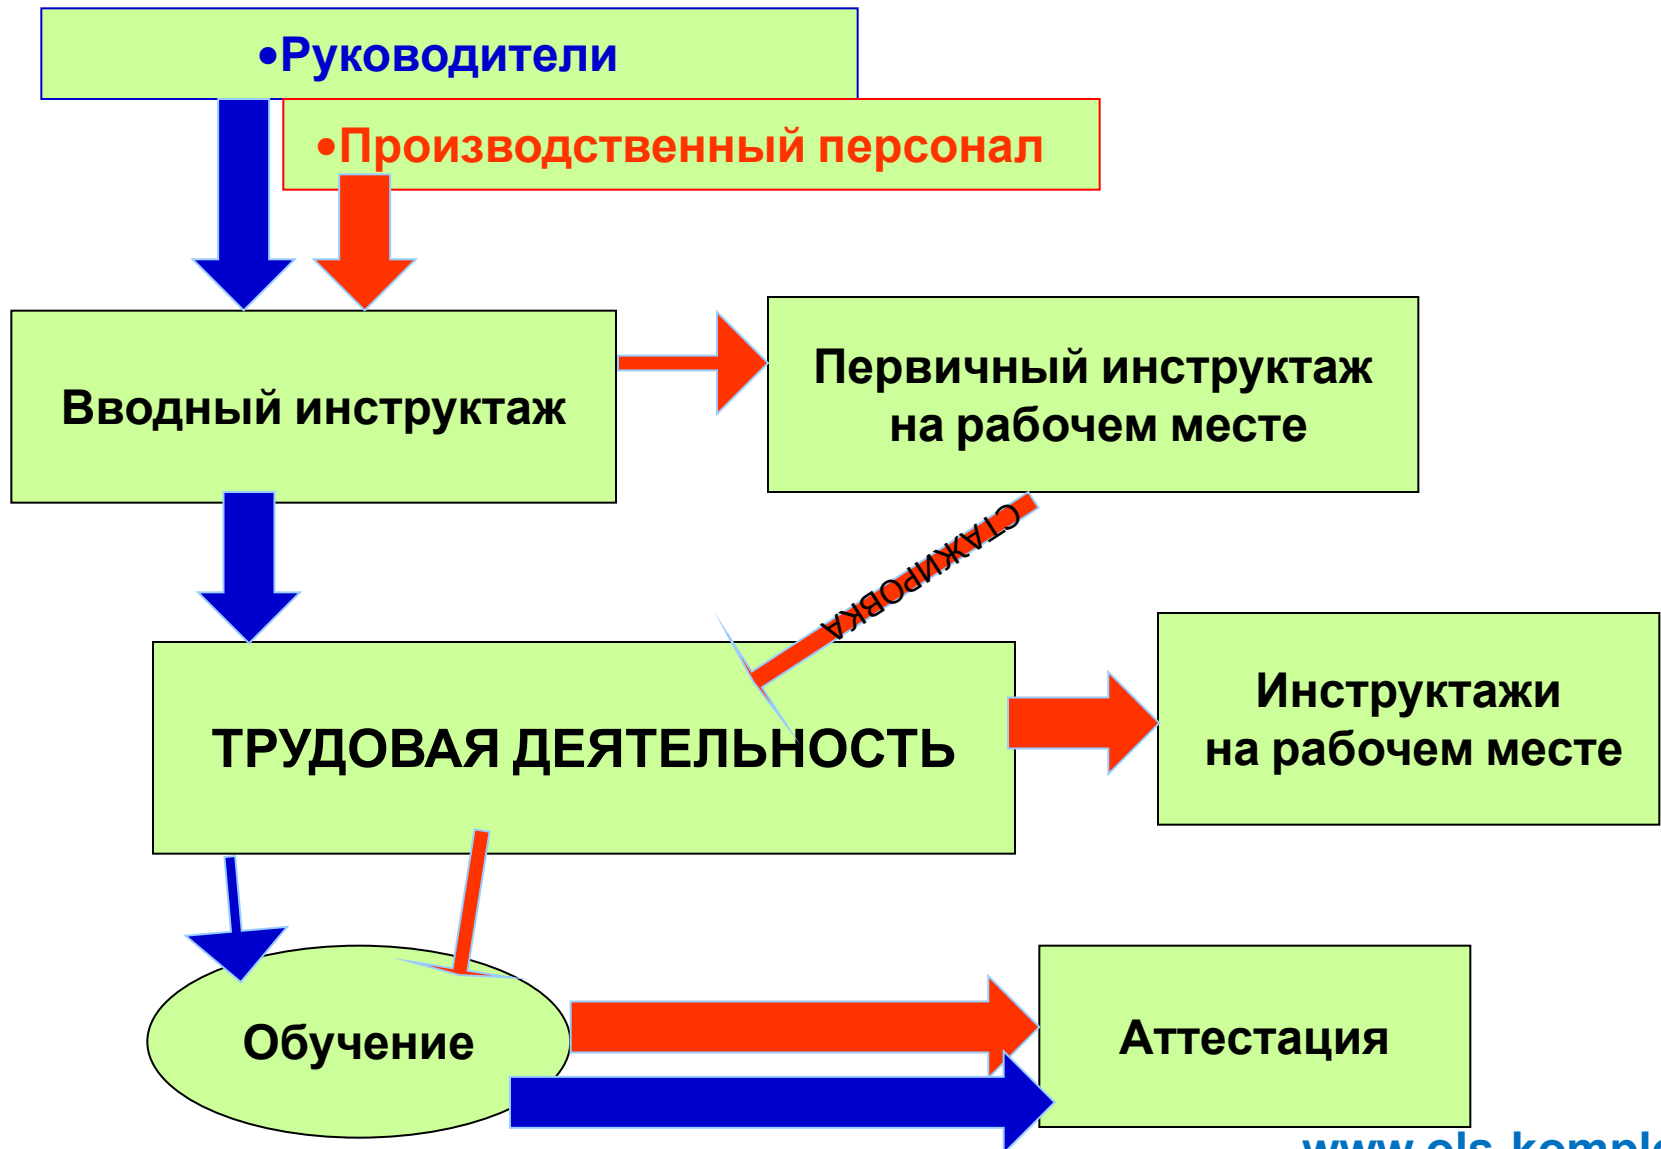 •Руководители
•Производственный персонал
Вводный инструктаж
Первичный инструктаж
на рабочем месте
СТАЖИРОВКА
ТРУДОВАЯ ДЕЯТЕЛЬНОСТЬ
Инструктажи
на рабочем месте
Обучение
Аттестация